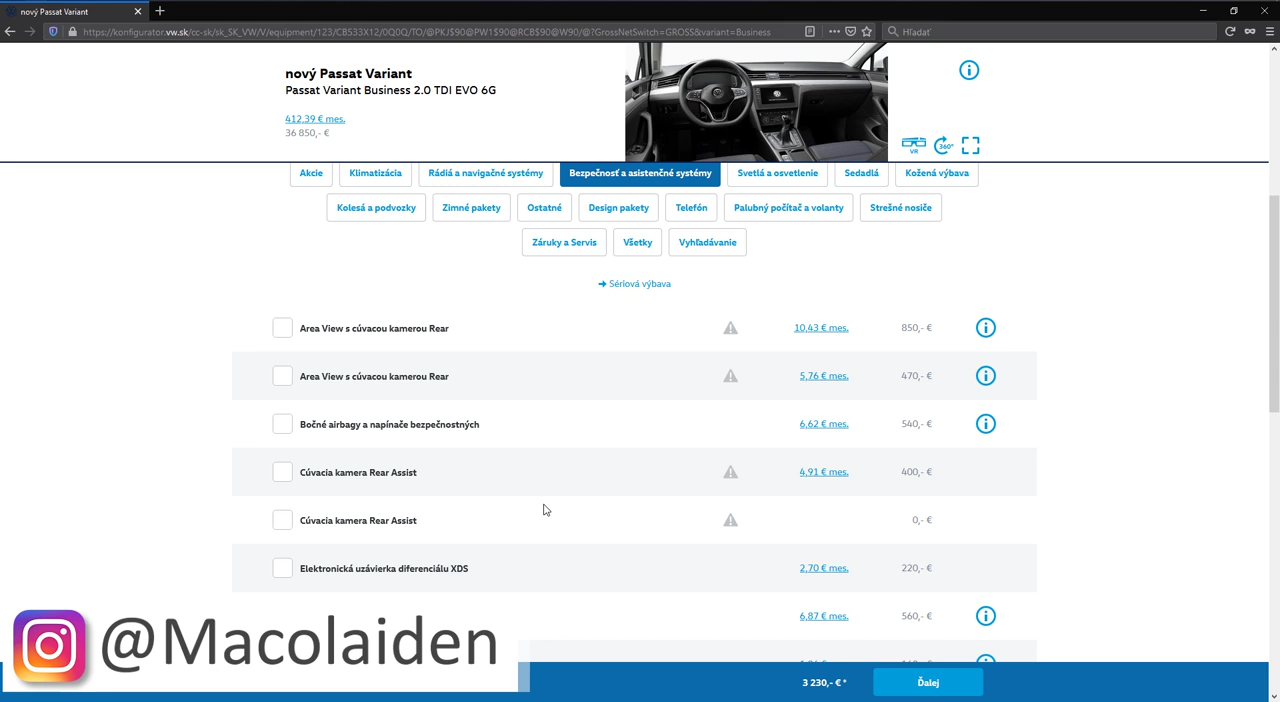 nový Passat Variant
https://konfigurator.vw.sk/cc-sk/sk_SK_VW/V/equipment/123/CB533X12/0Q0Q/TO/@PKJ$90@PW1$90@RCB$90@W90/@?GrossNetSwitch=GROSS&variant=Business
Hľadať
nový Passat Variant
Passat Variant Business 2.0 TDI EVO 6G
412,39 € mes.
36 850,- €
VR
360°
Akcie Klimatizácia Rádiá a navigačné systémy Bezpečnosť a asistenčné systémy Svetlá a osvetlenie Sedadlá Kožená výbava
Kolesá a podvozky Zimné pakety Ostatné Design pakety Telefón Palubný počítač a volanty Strešné nosiče
Záruky a Servis Všetky Vyhľadávanie
Sériová výbava
Area View s cúvacou kamerou Rear 10,43 € mes. 850,- €
Area View s cúvacou kamerou Rear 5,76 € mes. 470,- €
Bočné airbagy a napínače bezpečnostných 6,62 € mes. 540,- €
Cúvacia kamera Rear Assist 4,91 € mes. 400,- €
Cúvacia kamera Rear Assist 0,- €
Elektronická uzávierka diferenciálu XDS 2,70 € mes. 220,- €
6,87 € mes. 560,- €
@Macolaiden
3 230,- € * Ďalej